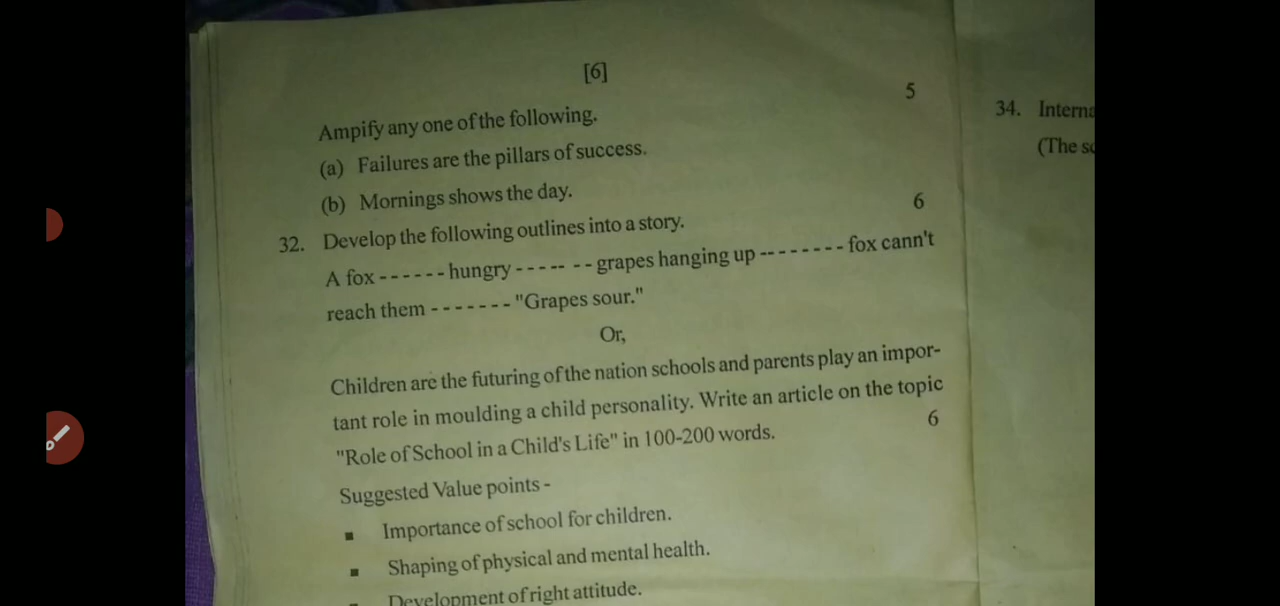 [6]
5
Ampify any one of the following.
(a) Failures are the pillars of success.
(b) Mornings shows the day.
6
32. Develop the following outlines into a story.
A fox - - - - - - hungry - - - - - - - - grapes hanging up - - - - - - - - fox cann't
reach them - - - - - - - "Grapes sour."
Or,
Children are the futuring of the nation schools and parents play an impor-
tant role in moulding a child personality. Write an article on the topic
"Role of School in a Child's Life" in 100-200 words.
6
Suggested Value points -
▪ Importance of school for children.
▪ Shaping of physical and mental health.
▪ Development of right attitude.
34.
(The